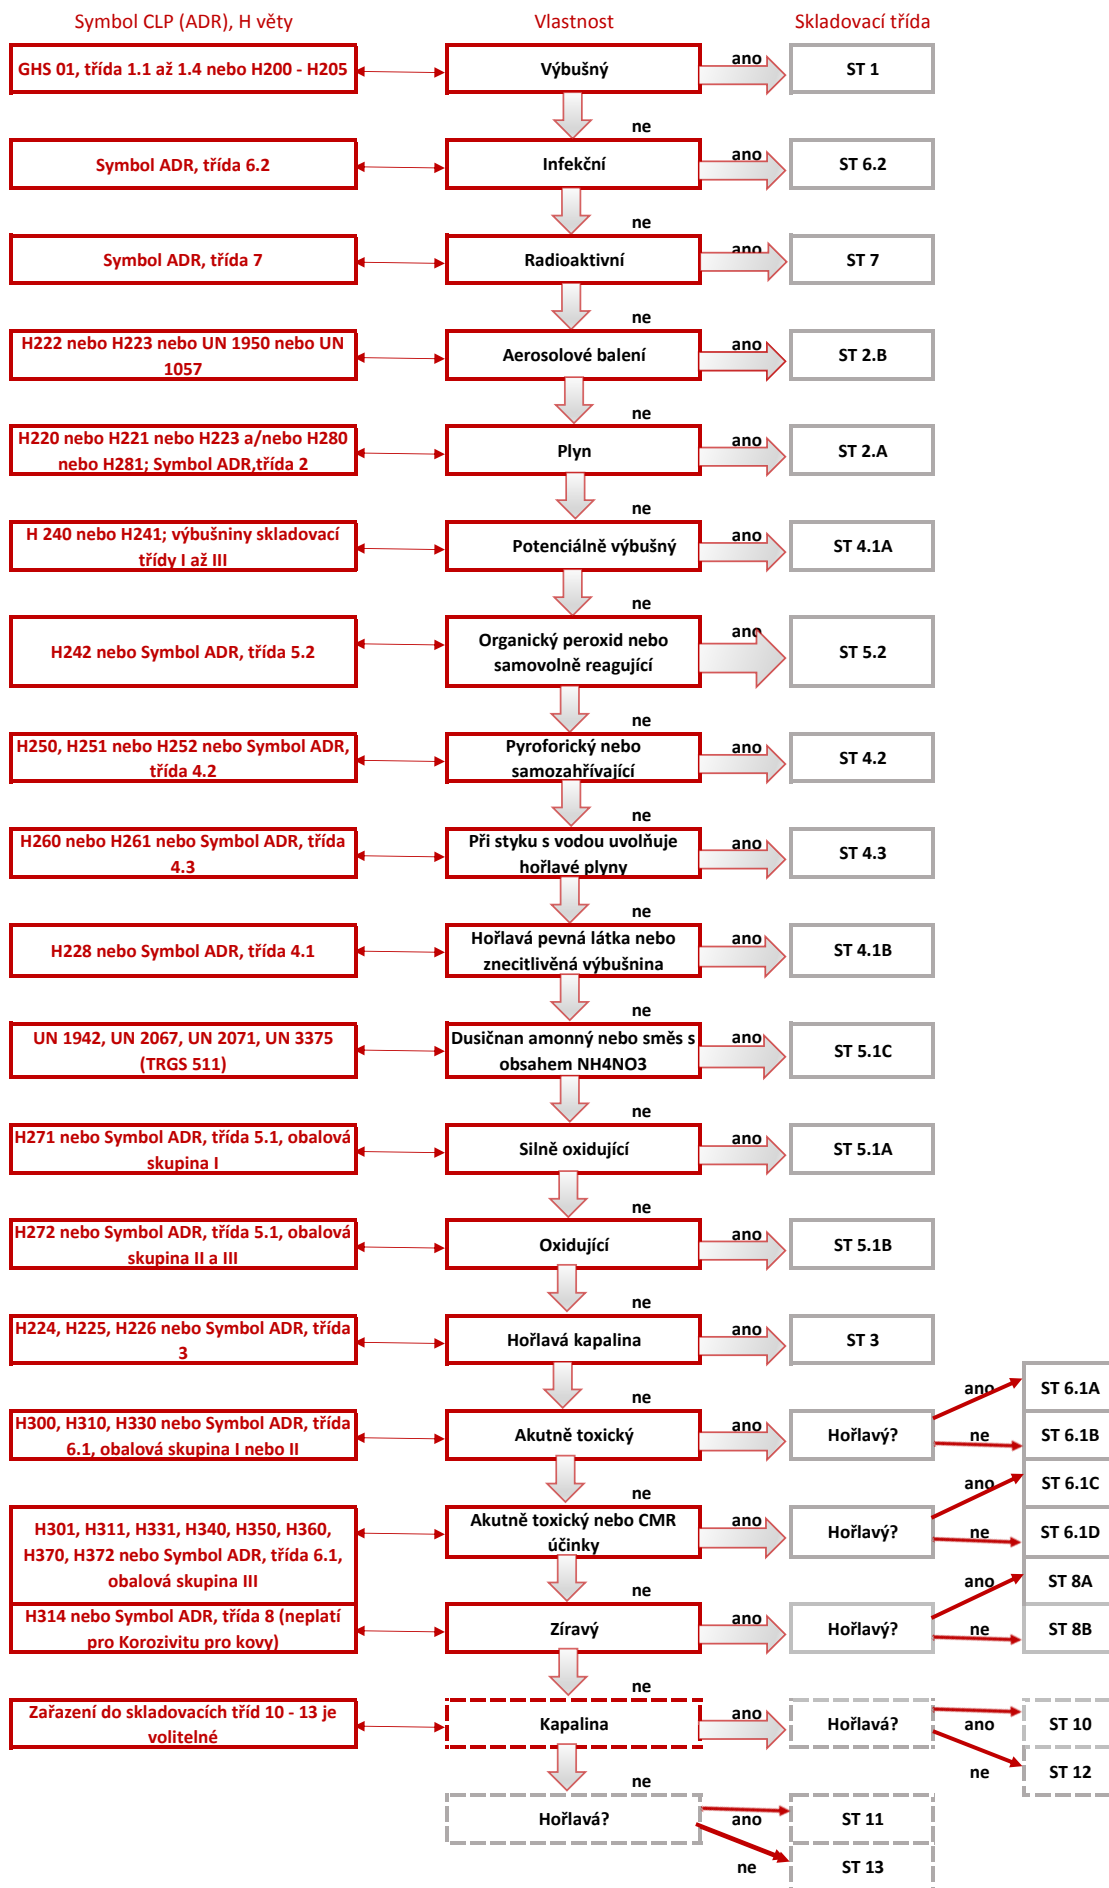 Symbol CLP (ADR), H věty
Vlastnost
Skladovací třída
GHS 01, třída 1.1 až 1.4 nebo H200 - H205
Výbušný
ano
ST 1
ne
Symbol ADR, třída 6.2
Infekční
ano
ST 6.2
ne
Symbol ADR, třída 7
Radioaktivní
ano
ST 7
ne
H222 nebo H223 nebo UN 1950 nebo UN
1057
Aerosolové balení
ano
ST 2.B
ne
H220 nebo H221 nebo H223 a/nebo H280
nebo H281; Symbol ADR,třída 2
Plyn
ano
ST 2.A
ne
H 240 nebo H241; výbušniny skladovací
třídy I až III
Potenciálně výbušný
ano
ST 4.1A
ne
H242 nebo Symbol ADR, třída 5.2
Organický peroxid nebo
samovolně reagující
ano
ST 5.2
ne
H250, H251 nebo H252 nebo Symbol ADR,
třída 4.2
Pyroforický nebo
samozahřívající
ano
ST 4.2
ne
H260 nebo H261 nebo Symbol ADR, třída
4.3
Při styku s vodou uvolňuje
hořlavé plyny
ano
ST 4.3
ne
H228 nebo Symbol ADR, třída 4.1
Hořlavá pevná látka nebo
znecitlivěná výbušnina
ano
ST 4.1B
ne
UN 1942, UN 2067, UN 2071, UN 3375
(TRGS 511)
Dusičnan amonný nebo směs s
obsahem NH4NO3
ano
ST 5.1C
ne
H271 nebo Symbol ADR, třída 5.1, obalová
skupina I
Silně oxidující
ano
ST 5.1A
ne
H272 nebo Symbol ADR, třída 5.1, obalová
skupina II a III
Oxidující
ano
ST 5.1B
ne
H224, H225, H226 nebo Symbol ADR, třída
3
Hořlavá kapalina
ano
ST 3
ne
H300, H310, H330 nebo Symbol ADR, třída
6.1, obalová skupina I nebo II
Akutně toxický
ano
Hořlavý?
ano
ST 6.1A
ne
ST 6.1B
ne
H301, H311, H331, H340, H350, H360,
H370, H372 nebo Symbol ADR, třída 6.1,
obalová skupina III
Akutně toxický nebo CMR
účinky
ano
Hořlavý?
ano
ST 6.1C
ne
ST 6.1D
ne
H314 nebo Symbol ADR, třída 8 (neplatí
pro Korozivitu pro kovy)
Zíravý
ano
Hořlavý?
ano
ST 8A
ne
ST 8B
ne
Zařazení do skladovacích tříd 10 - 13 je
volitelné
Kapalina
ano
Hořlavá?
ano
ST 10
ne
ST 12
ne
Hořlavá?
ano
ST 11
ne
ST 13